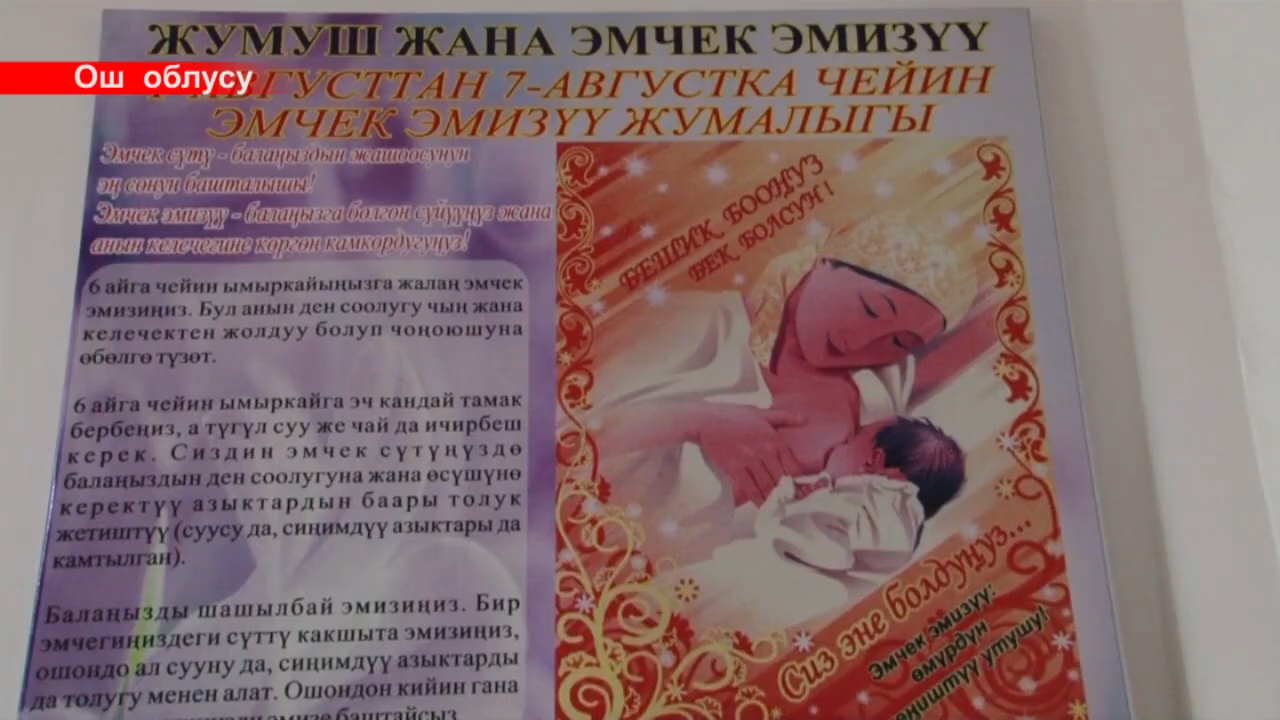 ЖУМУШ ЖАНА ЭМЧЕК ЭМИЗҮҮ
Ош облусу
АВГУСТТАН 7-АВГУСТКА ЧЕЙИН
ЭМЧЕК ЭМИЗҮҮ ЖУМАЛЫГЫ
Эмчек сүтү - балаңыздын жашоосунун
эң сонун башталышы!
Эмчек эмизүү - балаңызга болгон сүйүүңүз жана
анын келечегине көргөн камкордугуңуз!
6 айга чейин ымыркайыңызга жалаң эмчек
эмизиңиз. Бул анын ден соолугу чың жана
келечектен жолдуу болуп чоңоюшуна
өбөлгө түзөт.
6 айга чейин ымыркайга эч кандай тамак
бербеңиз, а түгүл суу же чай да ичирбеш
керек. Сиздин эмчек сүтүңүздө
балаңыздын ден соолугуна жана өсүшүнө
керектүү азыктардын баары толук
жетиштүү (суусу да, сиңимдүү азыктары да
камтылган).
Балаңызды шашылбай эмизиңиз. Бир
эмчегиңиздеги сүттү какшыта эмизиңиз,
ошондо ал сууну да, сиңимдүү азыктарды
да толугу менен алат. Ошондон кийин гана
эмизе баштайсыз
БЕШИК БООҢУЗ
БЕК БОЛСУН!
Сиз эне болдуңуз...
Эмчек эмизүү:
өмүрдүн
утушу!